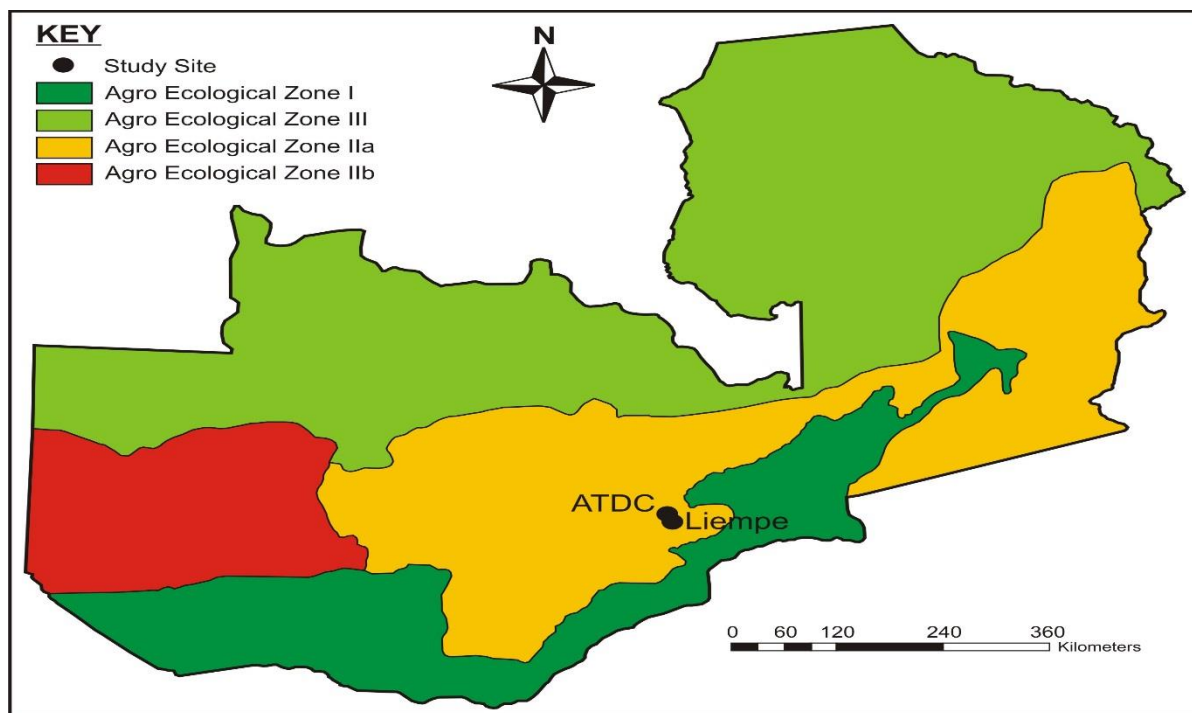 KEY
Study Site
Agro Ecological Zone I
Agro Ecological Zone III
Agro Ecological Zone IIa
Agro Ecological Zone IIb
N
ATDC
Liempe
0 60 120 240 360
Kilometers